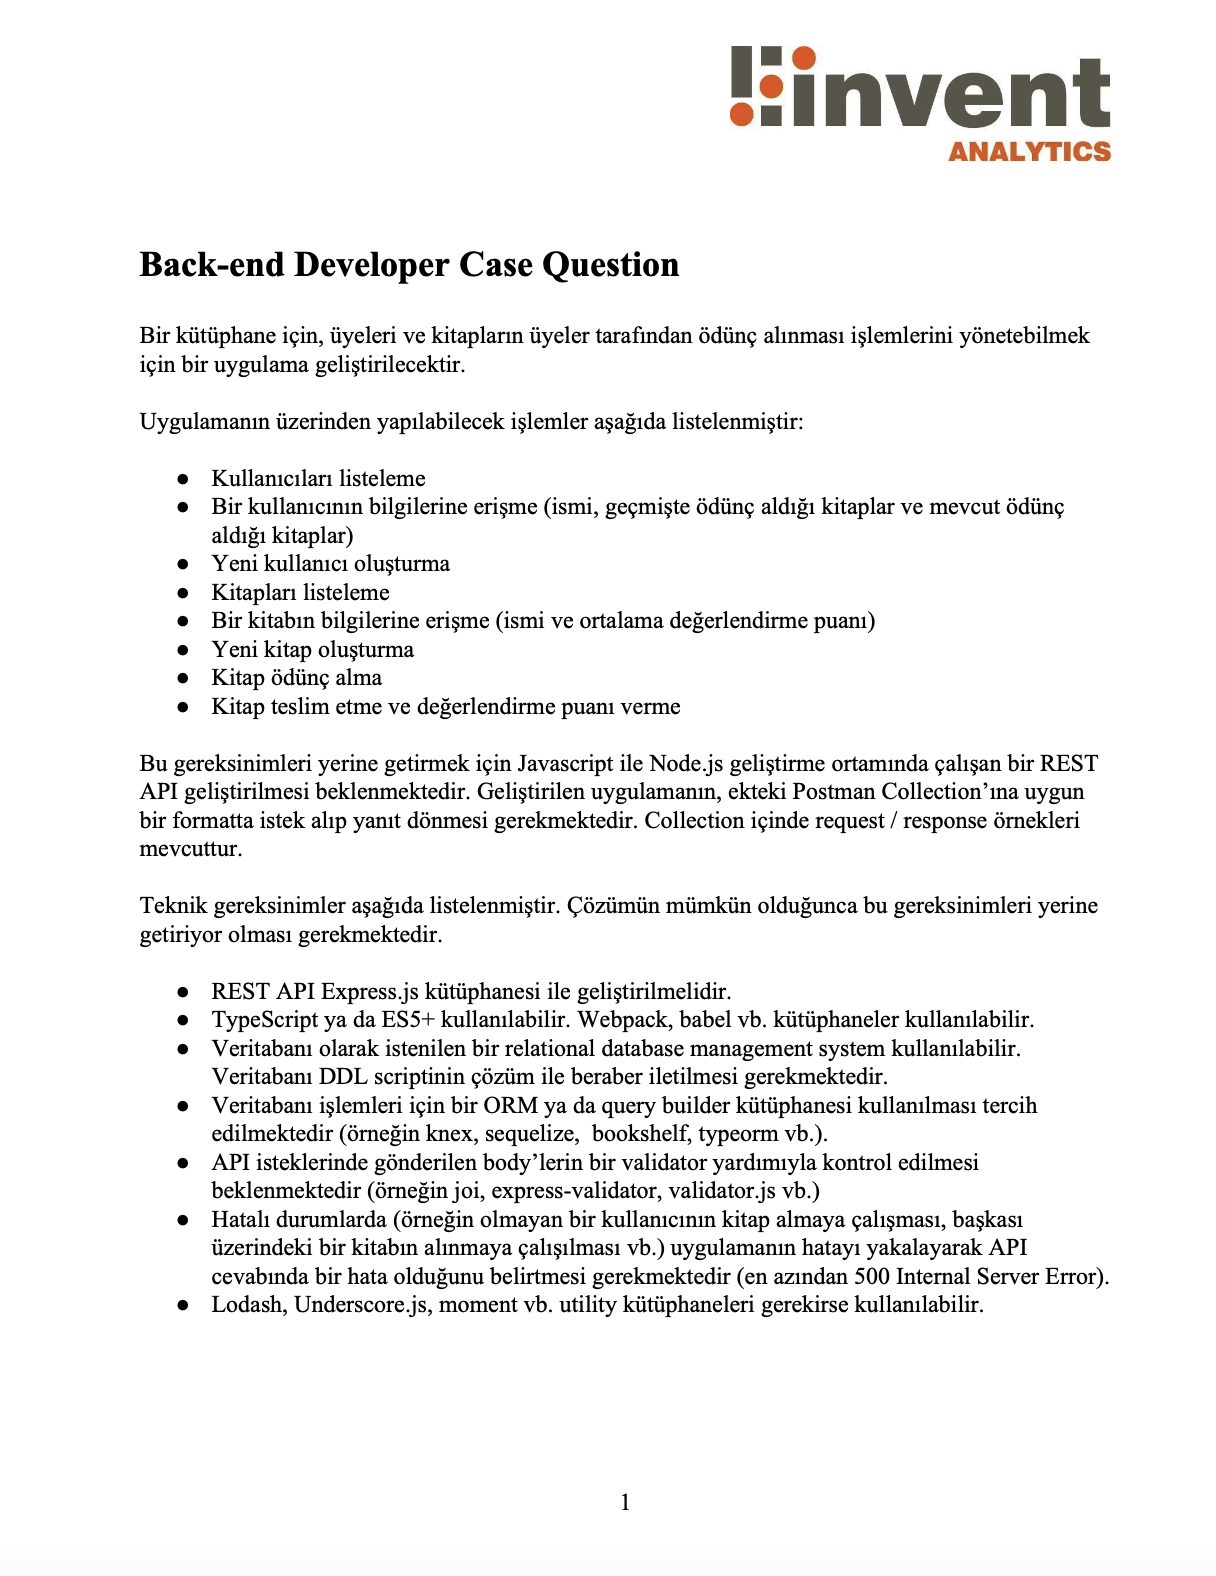 invent
ANALYTICS
Back-end Developer Case Question
Bir kütüphane için, üyeleri ve kitapların üyeler tarafından ödünç alınması işlemlerini yönetebilmek
için bir uygulama geliştirilecektir.
Uygulamanın üzerinden yapılabilecek işlemler aşağıda listelenmiştir:
● Kullanıcıları listeleme
● Bir kullanıcının bilgilerine erişme (ismi, geçmişte ödünç aldığı kitaplar ve mevcut ödünç
aldığı kitaplar)
● Yeni kullanıcı oluşturma
● Kitapları listeleme
● Bir kitabın bilgilerine erişme (ismi ve ortalama değerlendirme puanı)
● Yeni kitap oluşturma
● Kitap ödünç alma
● Kitap teslim etme ve değerlendirme puanı verme
Bu gereksinimleri yerine getirmek için Javascript ile Node.js geliştirme ortamında çalışan bir REST
API geliştirilmesi beklenmektedir. Geliştirilen uygulamanın, ekteki Postman Collection’ına uygun
bir formatta istek alıp yanıt dönmesi gerekmektedir. Collection içinde request / response örnekleri
mevcuttur.
Teknik gereksinimler aşağıda listelenmiştir. Çözümün mümkün olduğunca bu gereksinimleri yerine
getiriyor olması gerekmektedir.
● REST API Express.js kütüphanesi ile geliştirilmelidir.
● TypeScript ya da ES5+ kullanılabilir. Webpack, babel vb. kütüphaneler kullanılabilir.
● Veritabanı olarak istenilen bir relational database management system kullanılabilir.
Veritabanı DDL scriptinin çözüm ile beraber iletilmesi gerekmektedir.
● Veritabanı işlemleri için bir ORM ya da query builder kütüphanesi kullanılması tercih
edilmektedir (örneğin knex, sequelize,  bookshelf, typeorm vb.).
● API isteklerinde gönderilen body’lerin bir validator yardımıyla kontrol edilmesi
beklenmektedir (örneğin joi, express-validator, validator.js vb.)
● Hatalı durumlarda (örneğin olmayan bir kullanıcının kitap almaya çalışması, başkası
üzerindeki bir kitabın alınmaya çalışılması vb.) uygulamanın hatayı yakalayarak API
cevabında bir hata olduğunu belirtmesi gerekmektedir (en azından 500 Internal Server Error).
● Lodash, Underscore.js, moment vb. utility kütüphaneleri gerekirse kullanılabilir.
1